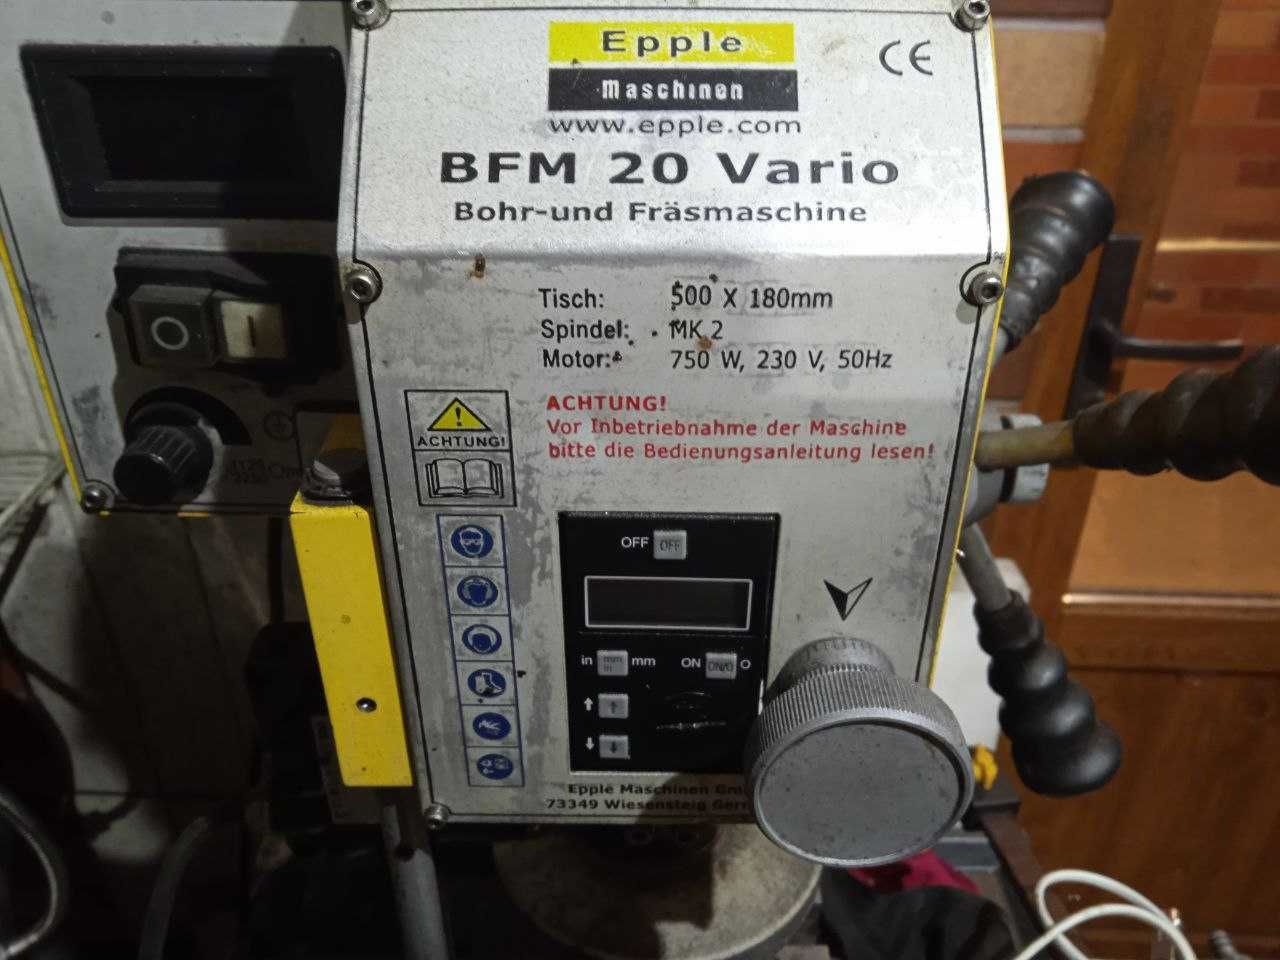 Epple
Maschinen
www.epple.com
CE
BFM 20 Vario
Bohr-und Fräsmaschine
Tisch: 500 X 180mm
Spindel: MK 2
Motor: 750 W, 230 V, 50Hz
ACHTUNG!
Vor Inbetriebnahme der Maschine
bitte die Bedienungsanleitung lesen!
ACHTUNG!
OFF OFF
in mm in mm ON ON/0 O
Epple Maschinen Gm
73349 Wiesensteig Ger